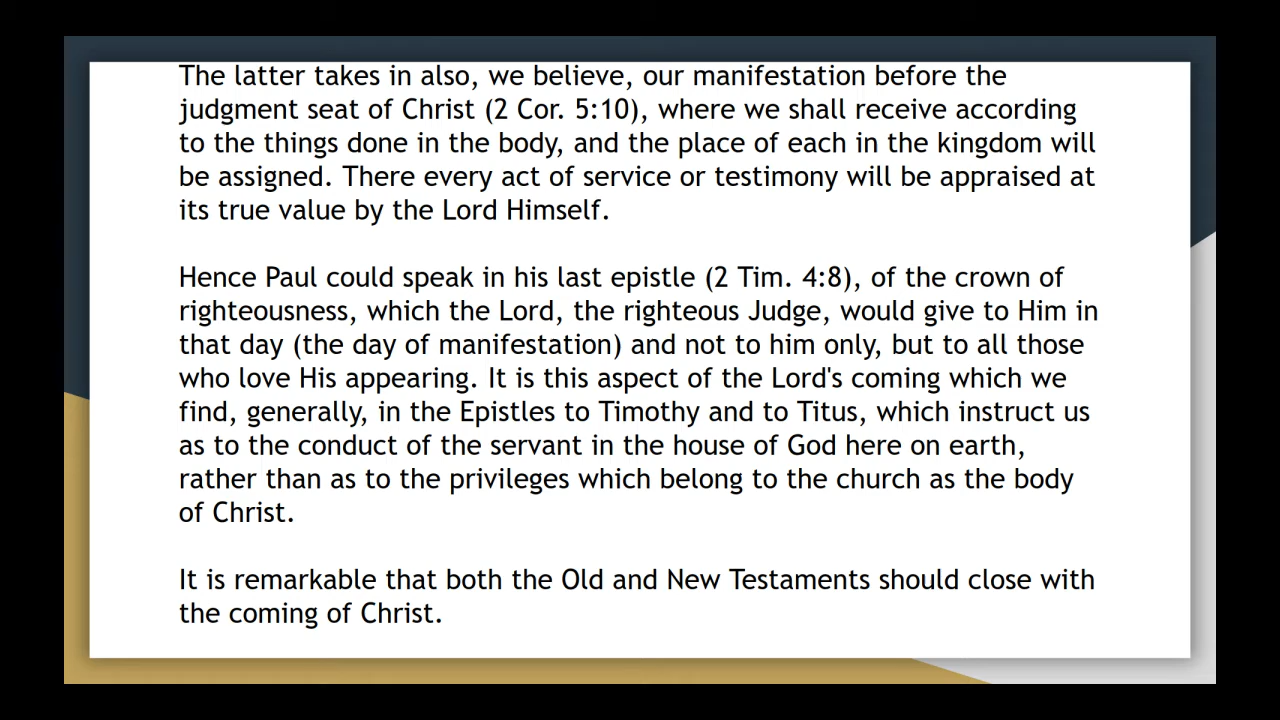 The latter takes in also, we believe, our manifestation before the
judgment seat of Christ (2 Cor. 5:10), where we shall receive according
to the things done in the body, and the place of each in the kingdom will
be assigned. There every act of service or testimony will be appraised at
its true value by the Lord Himself.
Hence Paul could speak in his last epistle (2 Tim. 4:8), of the crown of
righteousness, which the Lord, the righteous Judge, would give to Him in
that day (the day of manifestation) and not to him only, but to all those
who love His appearing. It is this aspect of the Lord's coming which we
find, generally, in the Epistles to Timothy and to Titus, which instruct us
as to the conduct of the servant in the house of God here on earth,
rather than as to the privileges which belong to the church as the body
of Christ.
It is remarkable that both the Old and New Testaments should close with
the coming of Christ.